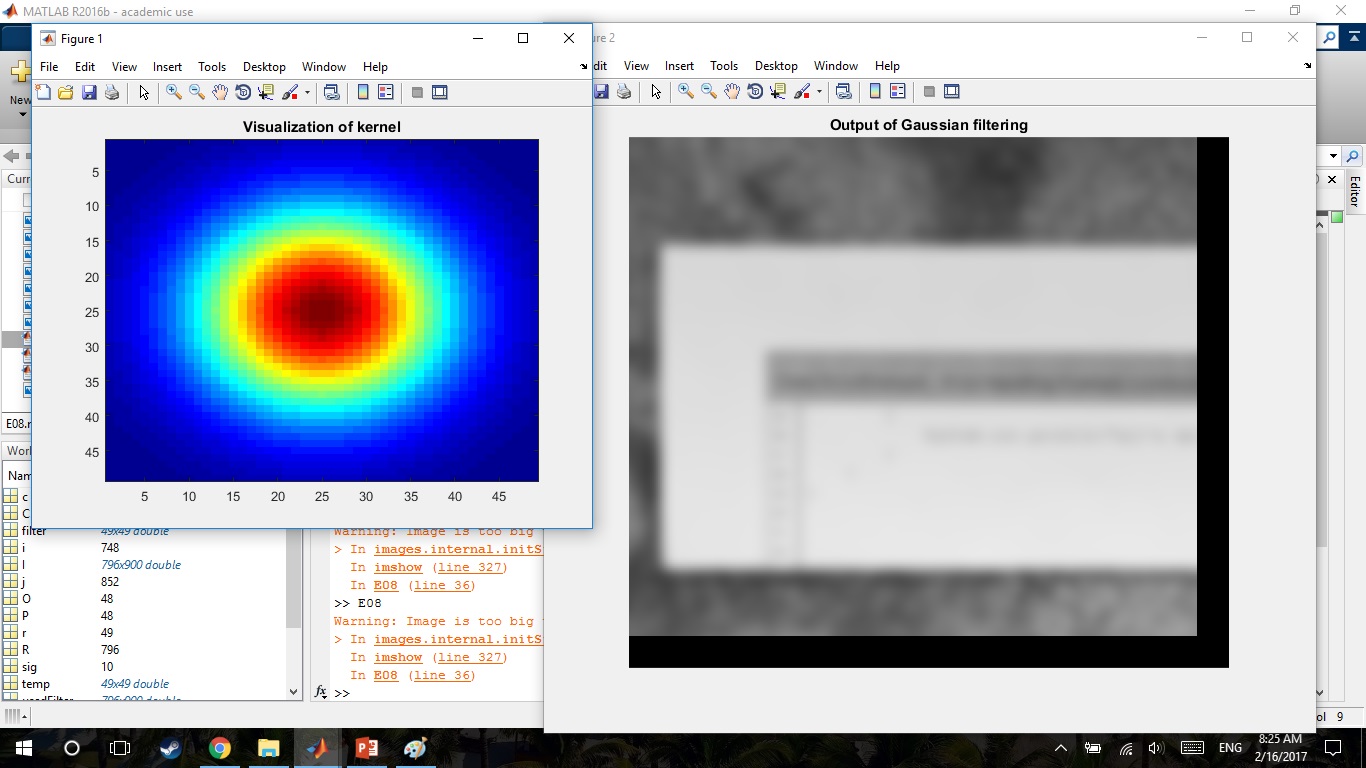 MATLAB R2016b - academic use
Figure 1
File Edit View Insert Tools Desktop Window Help
Visualization of kernel
5
10
15
20
25
30
35
40
45
5 10 15 20 25 30 35 40 45
ure 2
dit View Insert Tools Desktop Window Help
Output of Gaussian filtering
New
Curr
E08.
Work
Nam
c
C
filter 49x49 double
i 748
I 796x900 double
j 852
O 48
P 48
r 49
R 796
sig 10
temp 49x49 double
usedFilter 796x900 double
Warning: Image is too big
> In images.internal.initS
In imshow (line 327)
In E08 (line 36)
>> E08
Warning: Image is too big
> In images.internal.initS
In imshow (line 327)
In E08 (line 36)
fx >>
Editor
ol 9
ENG
8:25 AM
2/16/2017